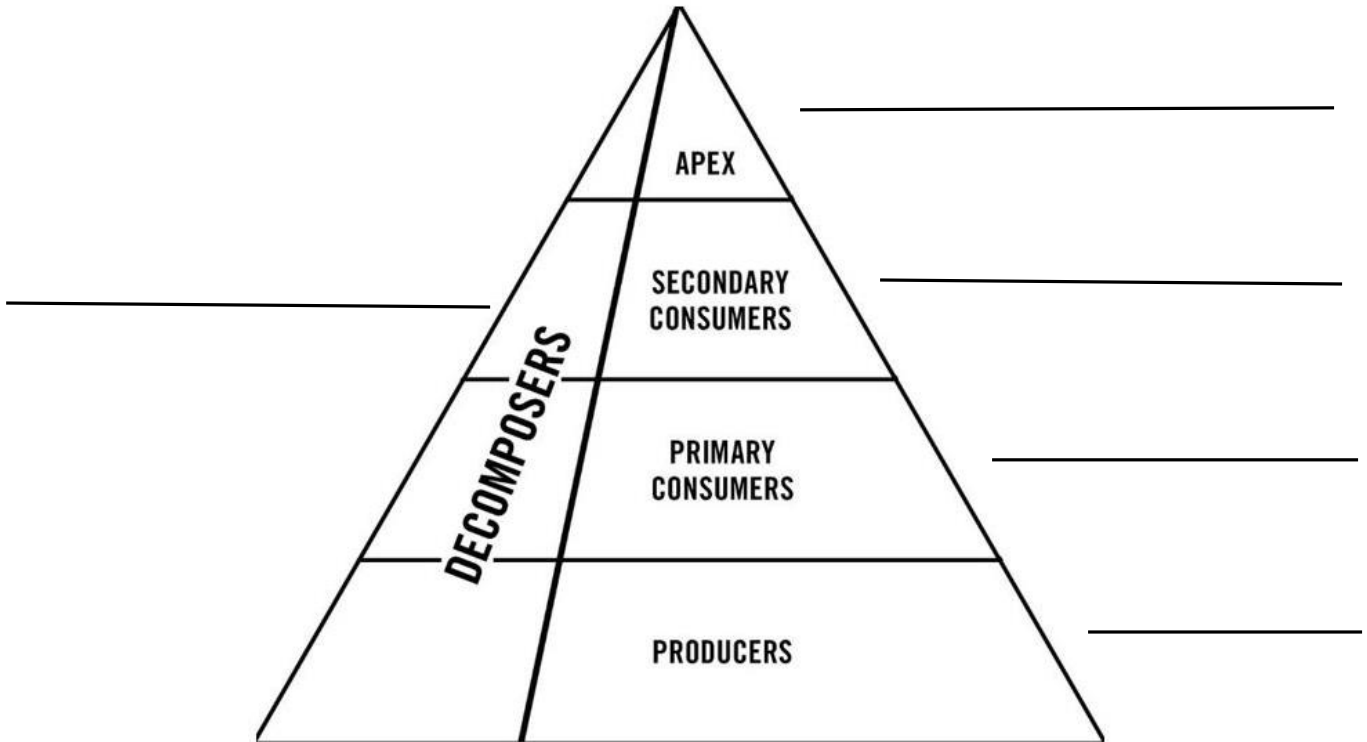 APEX
SECONDARY
CONSUMERS
DECOMPOSERS
PRIMARY
CONSUMERS
PRODUCERS